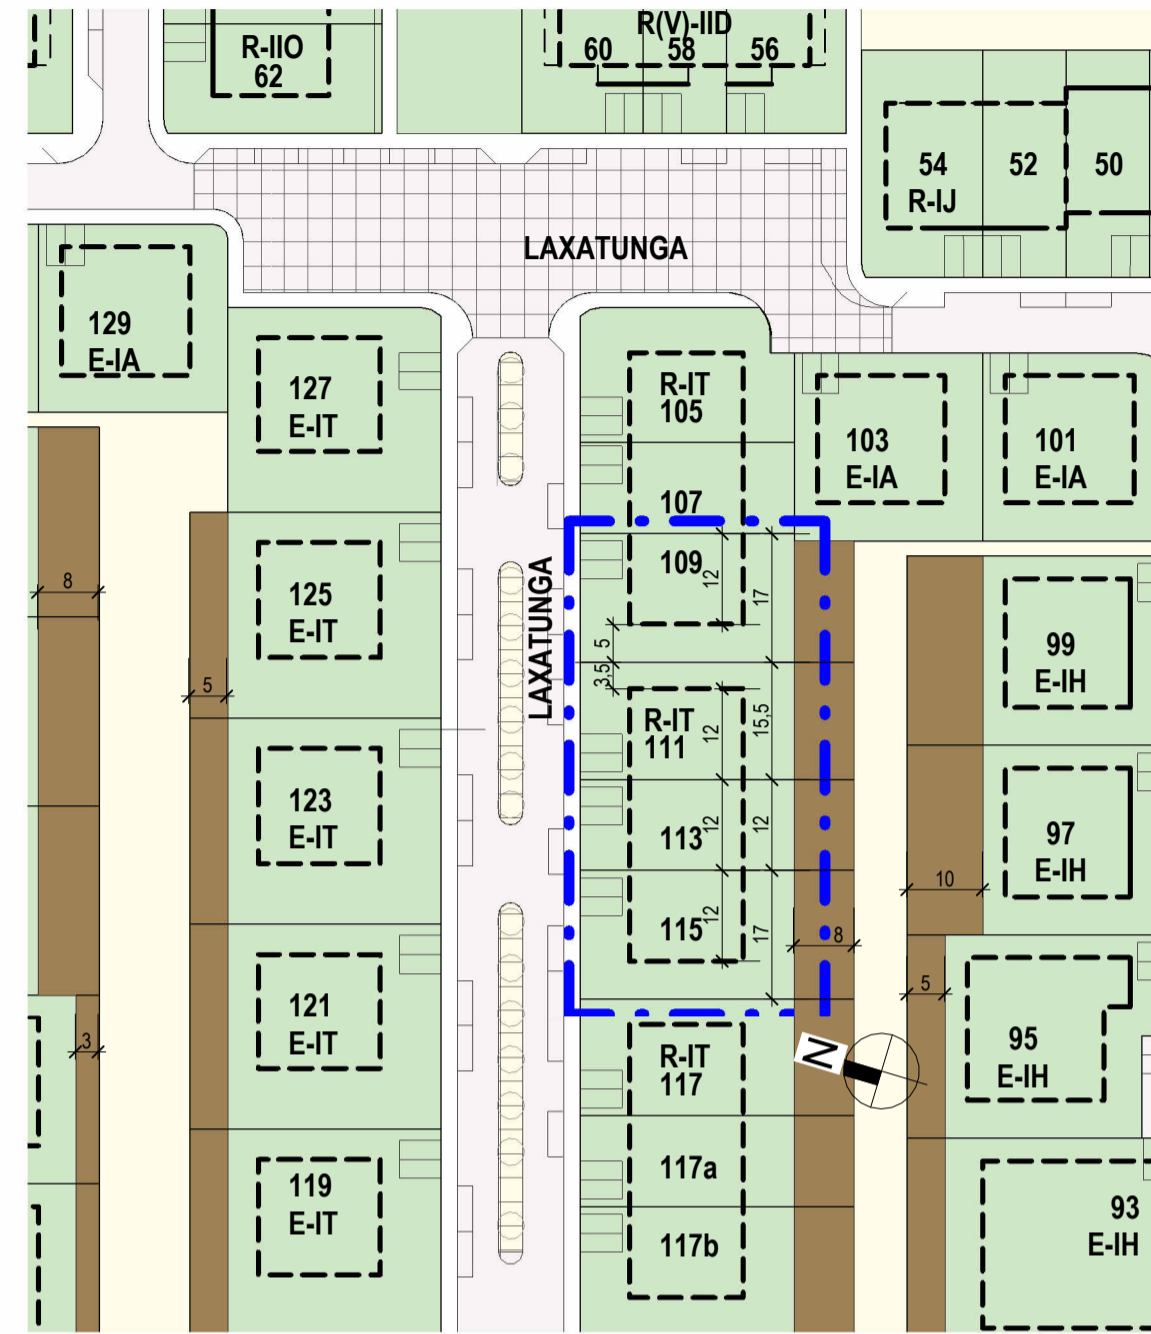 R(V)-IID
R-IIO
62
60
58
56
54
R-IJ
52
50
LAXATUNGA
129
E-IA
127
E-IT
R-IT
105
103
E-IA
101
E-IA
107
109
12
17
8
125
E-IT
LAXATUNGA
5
3,5
99
E-IH
5
R-IT
111
12
15,5
123
E-IT
113
12
12
97
E-IH
10
115
12
17
8
5
121
E-IT
3
N
95
E-IH
R-IT
117
117a
119
E-IT
93
E-IH
117b